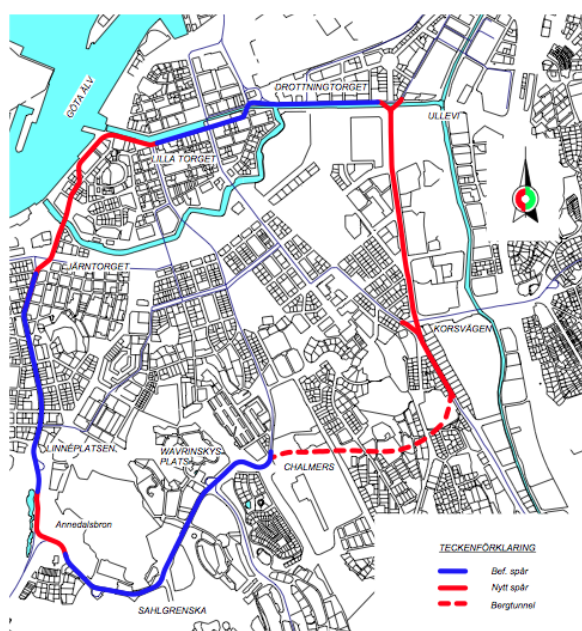 DROTTNINGTORGET
GÖTA ÄLV
ULLEVI
LILLA TORGET
JÄRNTORGET
KORSVÄGEN
LINNÉPLATSEN
WAVRINSKYS
PLATS
CHALMERS
Annedalsbron
SAHLGRENSKA
TECKENFÖRKLARING
Bef. spår
Nytt spår
Bergtunnel